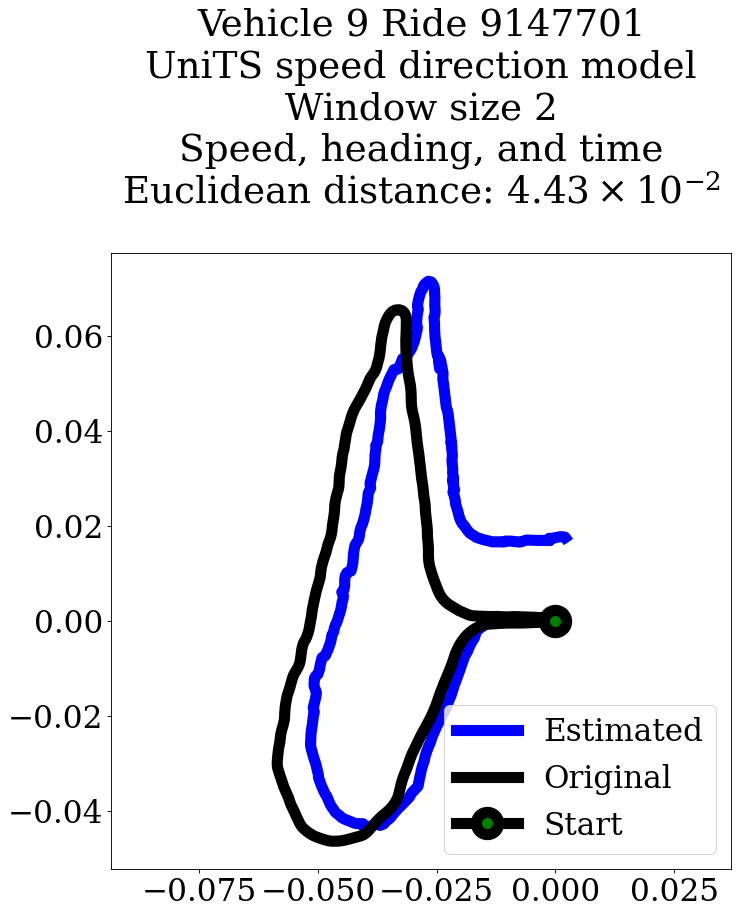 Vehicle 9 Ride 9147701
UniTS speed direction model
Window size 2
Speed, heading, and time
Euclidean distance: 4.43 × 10⁻²
0.06
0.04
0.02
0.00
−0.02
−0.04
Estimated
Original
Start
−0.075 −0.050 −0.025 0.000 0.025